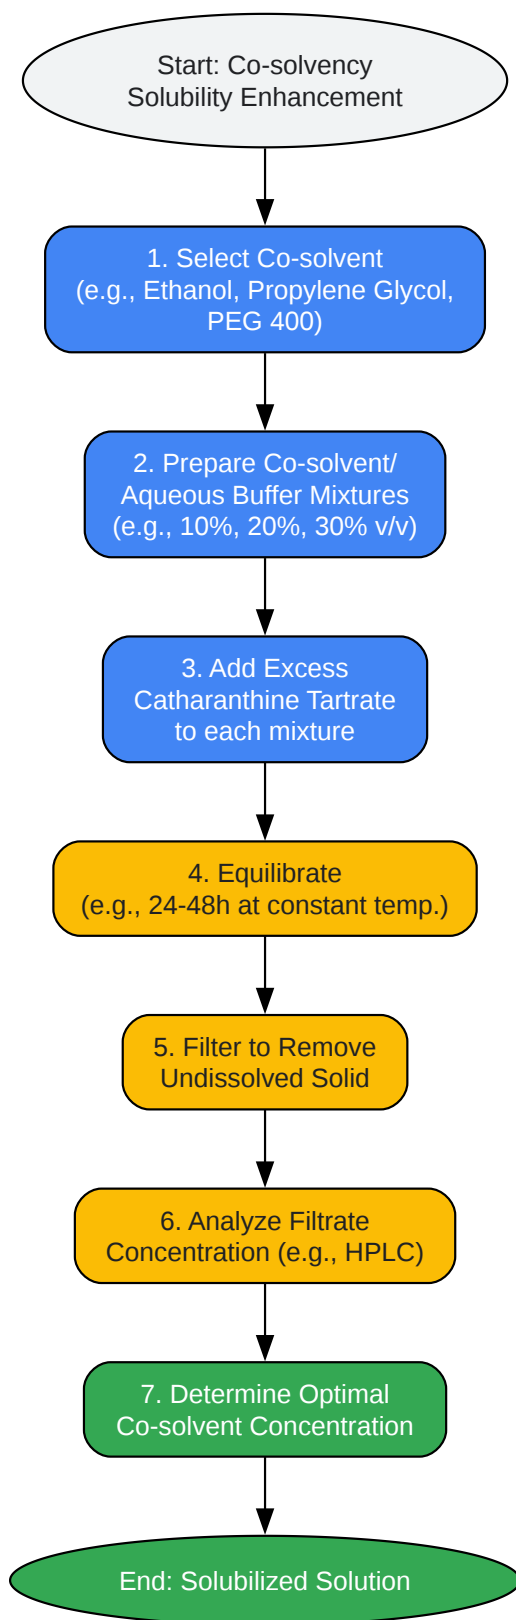 Start: Co-solvency
Solubility Enhancement
1. Select Co-solvent
(e.g., Ethanol, Propylene Glycol,
PEG 400)
2. Prepare Co-solvent/
Aqueous Buffer Mixtures
(e.g., 10%, 20%, 30% v/v)
3. Add Excess
Catharanthine Tartrate
to each mixture
4. Equilibrate
(e.g., 24-48h at constant temp.)
5. Filter to Remove
Undissolved Solid
6. Analyze Filtrate
Concentration (e.g., HPLC)
7. Determine Optimal
Co-solvent Concentration
End: Solubilized Solution